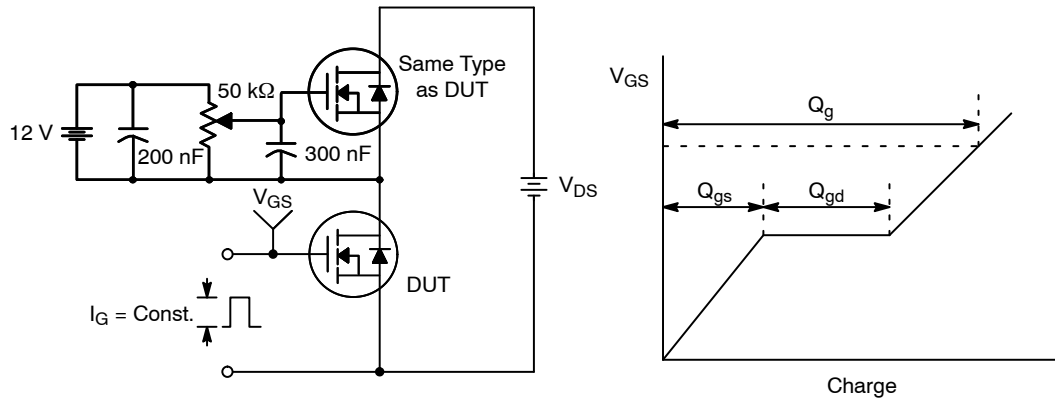 Same Type
as DUT
50 kΩ
12 V
200 nF
300 nF
V_GS
V_DS
DUT
I_G = Const.
V_GS
Q_g
Q_gs
Q_gd
Charge